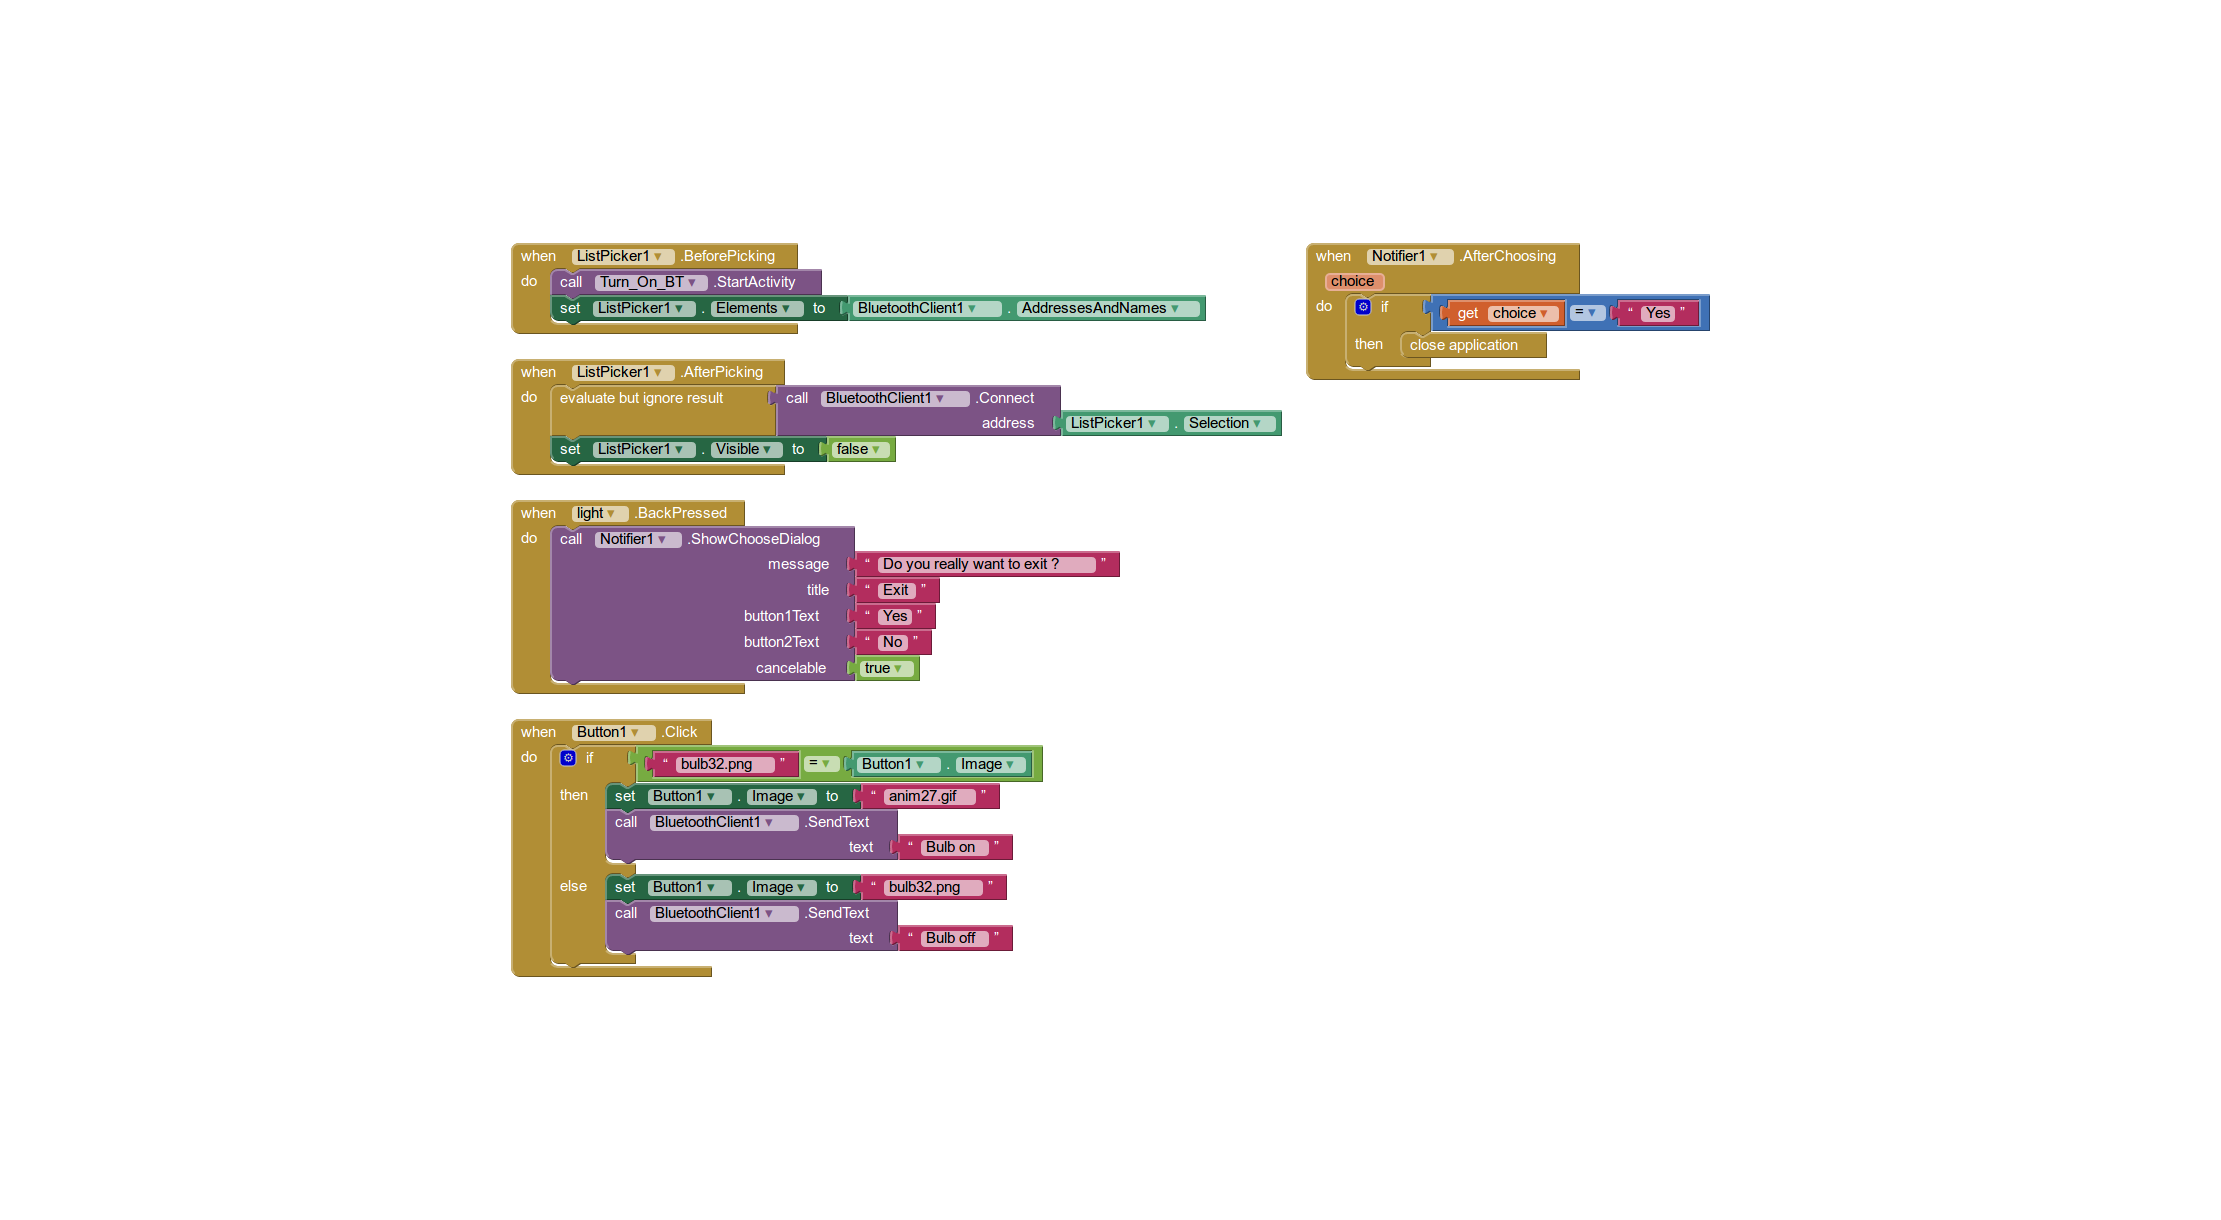 when ListPicker1 .BeforePicking
do call Turn_On_BT .StartActivity
set ListPicker1 . Elements to BluetoothClient1 . AddressesAndNames
when ListPicker1 .AfterPicking
do evaluate but ignore result call BluetoothClient1 .Connect
address ListPicker1 . Selection
set ListPicker1 . Visible to false
when light .BackPressed
do call Notifier1 .ShowChooseDialog
message “ Do you really want to exit ? ”
title “ Exit ”
button1Text “ Yes ”
button2Text “ No ”
cancelable true
when Button1 .Click
do if “ bulb32.png ” = Button1 . Image
then set Button1 . Image to “ anim27.gif ”
call BluetoothClient1 .SendText
text “ Bulb on ”
else set Button1 . Image to “ bulb32.png ”
call BluetoothClient1 .SendText
text “ Bulb off ”
when Notifier1 .AfterChoosing
choice
do if get choice = “ Yes ”
then close application